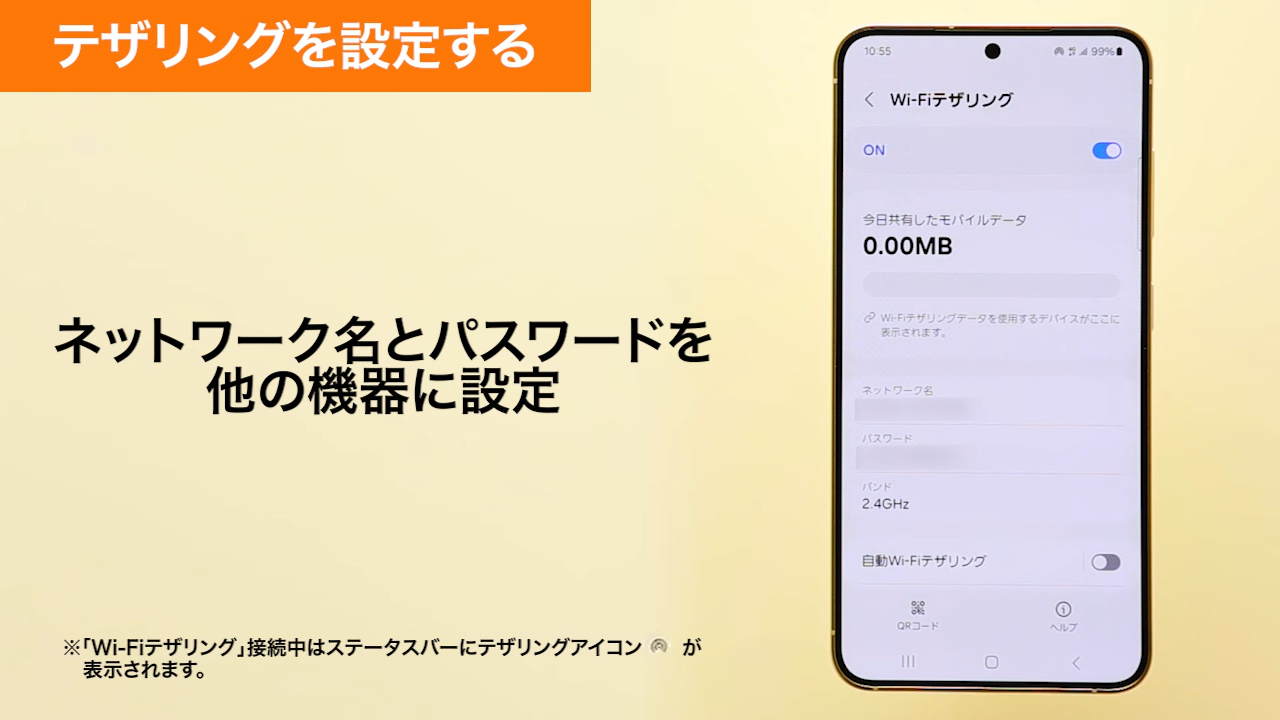 テザリングを設定する
ネットワーク名とパスワードを
他の機器に設定
※「Wi-Fiテザリング」接続中はステータスバーにテザリングアイコン が
表示されます。
10:55
99%
Wi-Fiテザリング
ON
今日共有したモバイルデータ
0.00MB
Wi-Fiテザリングデータを使用するデバイスがここに
表示されます。
ネットワーク名
パスワード
バンド
2.4GHz
自動Wi-Fiテザリング
QRコード
ヘルプ